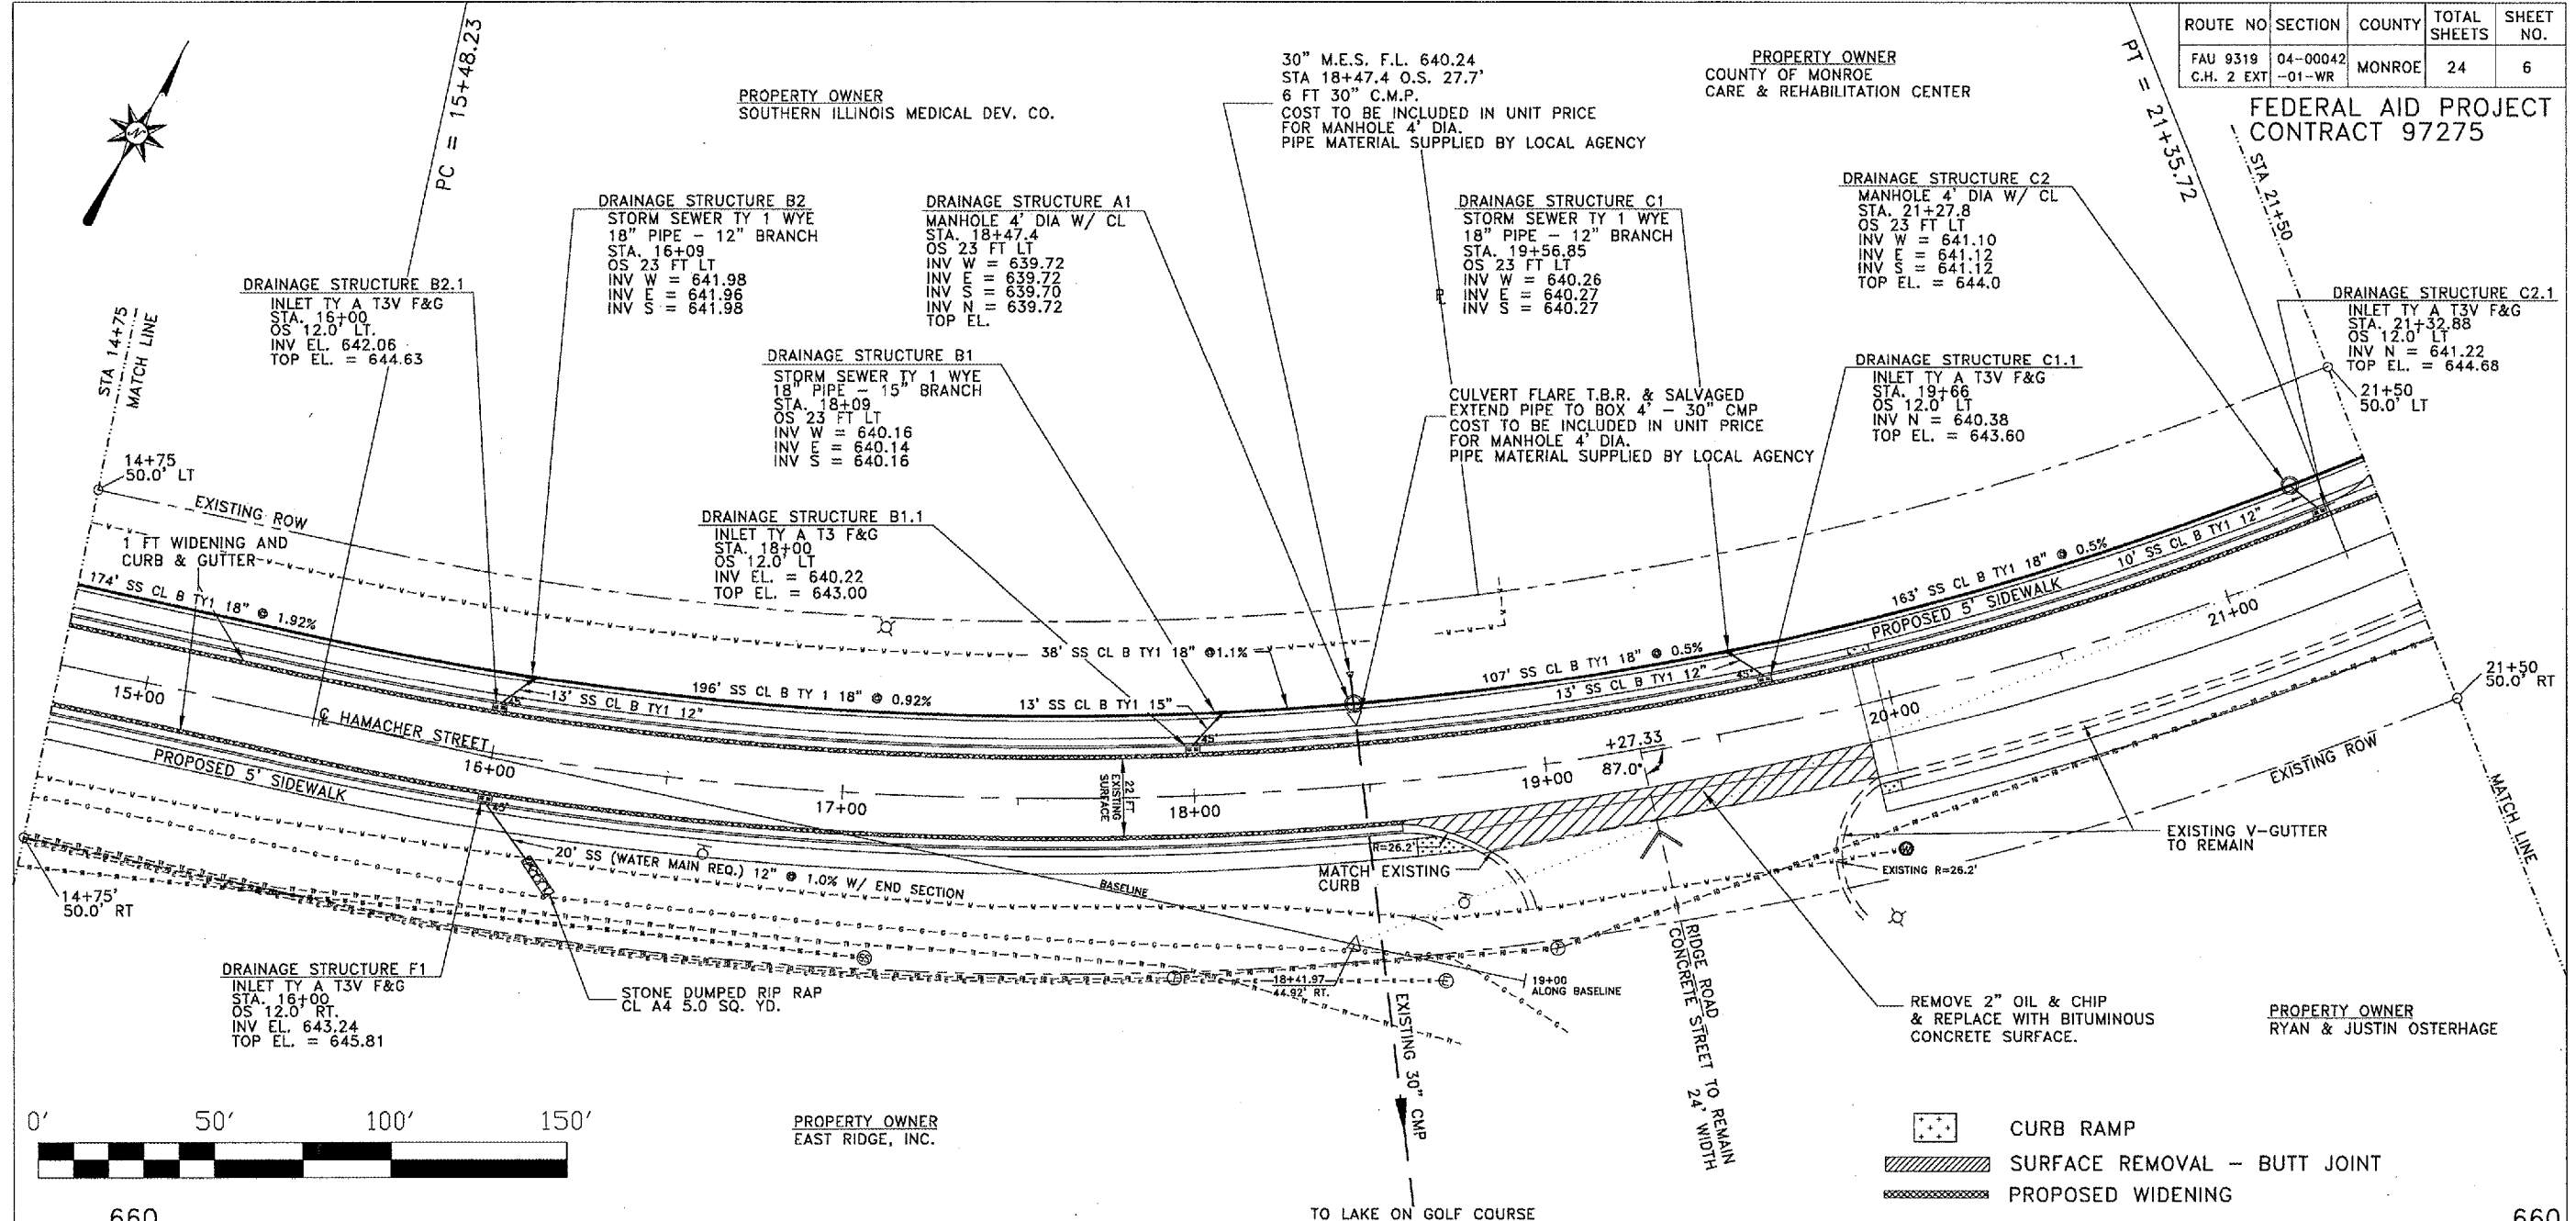 ROUTE NO SECTION COUNTY TOTAL SHEETS SHEET NO.
FAU 9319 C.H. 2 EXT 04-00042 -01-WR MONROE 24 6
FEDERAL AID PROJECT
CONTRACT 97275
PC = 15+48.23
PT = 21+35.72
STA 21+50
PROPERTY OWNER
SOUTHERN ILLINOIS MEDICAL DEV. CO.
30" M.E.S. F.L. 640.24
STA 18+47.4 O.S. 27.7'
6 FT 30" C.M.P.
COST TO BE INCLUDED IN UNIT PRICE
FOR MANHOLE 4' DIA.
PIPE MATERIAL SUPPLIED BY LOCAL AGENCY
PROPERTY OWNER
COUNTY OF MONROE
CARE & REHABILITATION CENTER
DRAINAGE STRUCTURE B2
STORM SEWER TY 1 WYE
18" PIPE - 12" BRANCH
STA. 16+09
OS 23 FT LT
INV W = 641.98
INV E = 641.96
INV S = 641.98
DRAINAGE STRUCTURE A1
MANHOLE 4' DIA W/ CL
STA. 18+47.4
OS 23 FT LT
INV W = 639.72
INV E = 639.72
INV S = 639.70
INV N = 639.72
TOP EL.
DRAINAGE STRUCTURE C1
STORM SEWER TY 1 WYE
18" PIPE - 12" BRANCH
STA. 19+56.85
OS 23 FT LT
INV W = 640.26
INV E = 640.27
INV S = 640.27
DRAINAGE STRUCTURE C2
MANHOLE 4' DIA W/ CL
STA. 21+27.8
OS 23 FT LT
INV W = 641.10
INV E = 641.12
INV S = 641.12
TOP EL. = 644.0
DRAINAGE STRUCTURE B2.1
INLET TY A T3V F&G
STA. 16+00
OS 12.0' LT.
INV EL. 642.06
TOP EL. = 644.63
DRAINAGE STRUCTURE C2.1
INLET TY A T3V F&G
STA. 21+32.88
OS 12.0' LT
INV N = 641.22
TOP EL. = 644.68
STA 14+75
MATCH LINE
DRAINAGE STRUCTURE B1
STORM SEWER TY 1 WYE
18" PIPE - 15" BRANCH
STA. 18+09
OS 23 FT LT
INV W = 640.16
INV E = 640.14
INV S = 640.16
DRAINAGE STRUCTURE C1.1
INLET TY A T3V F&G
STA. 19+66
OS 12.0' LT
INV N = 640.38
TOP EL. = 643.60
CULVERT FLARE T.B.R. & SALVAGED
EXTEND PIPE TO BOX 4' - 30" CMP
COST TO BE INCLUDED IN UNIT PRICE
FOR MANHOLE 4' DIA.
PIPE MATERIAL SUPPLIED BY LOCAL AGENCY
21+50
50.0' LT
14+75
50.0' LT
EXISTING ROW
DRAINAGE STRUCTURE B1.1
INLET TY A T3 F&G
STA. 18+00
OS 12.0' LT
INV EL. = 640.22
TOP EL. = 643.00
1 FT WIDENING AND
CURB & GUTTER
174' SS CL B TY1 18" @ 1.92%
38' SS CL B TY1 18" @1.1%
196' SS CL B TY 1 18" @ 0.92%
13' SS CL B TY1 12"
45'
13' SS CL B TY1 15"
45'
107' SS CL B TY1 18" @ 0.5%
13' SS CL B TY1 12"
45'
163' SS CL B TY1 18" @ 0.5%
10' SS CL B TY1 12"
PROPOSED 5' SIDEWALK
15+00
16+00
17+00
18+00
19+00
20+00
21+00
HAMACHER STREET
+27.33
87.0°
22 FT
EXISTING
SURFACE
21+50
50.0' RT
PROPOSED 5' SIDEWALK
45'
20' SS (WATER MAIN REQ.) 12" @ 1.0% W/ END SECTION
BASELINE
R=26.2'
MATCH EXISTING
CURB
EXISTING V-GUTTER
TO REMAIN
EXISTING R=26.2'
EXISTING ROW
MATCH LINE
14+75'
50.0' RT
DRAINAGE STRUCTURE F1
INLET TY A T3V F&G
STA. 16+00
OS 12.0' RT.
INV EL. 643.24
TOP EL. = 645.81
STONE DUMPED RIP RAP
CL A4 5.0 SQ. YD.
18+41.97
44.92' RT.
19+00
ALONG BASELINE
RIDGE ROAD
CONCRETE STREET TO REMAIN
24' WIDTH
REMOVE 2" OIL & CHIP
& REPLACE WITH BITUMINOUS
CONCRETE SURFACE.
PROPERTY OWNER
RYAN & JUSTIN OSTERHAGE
EXISTING 30" CMP
TO LAKE ON GOLF COURSE
PROPERTY OWNER
EAST RIDGE, INC.
0' 50' 100' 150'
CURB RAMP
SURFACE REMOVAL - BUTT JOINT
PROPOSED WIDENING
660
660